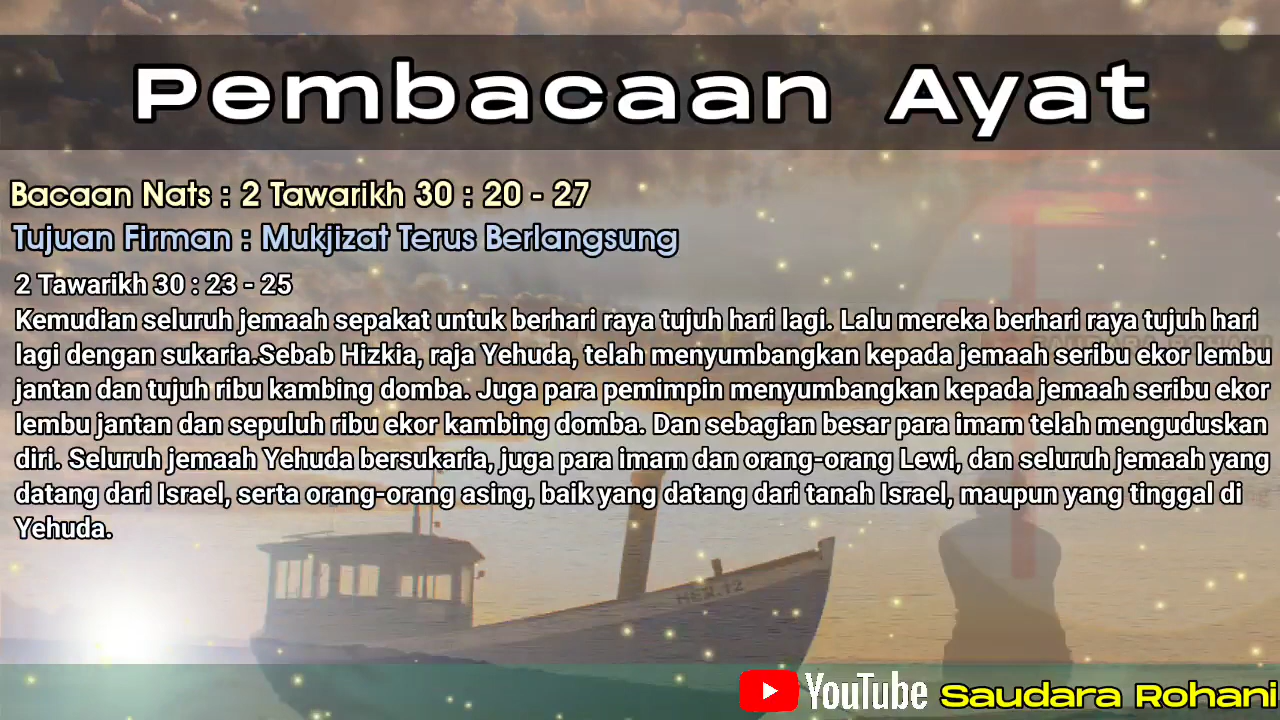 Pembacaan Ayat
Bacaan Nats : 2 Tawarikh 30 : 20 - 27
Tujuan Firman : Mukjizat Terus Berlangsung
2 Tawarikh 30 : 23 - 25
Kemudian seluruh jemaah sepakat untuk berhari raya tujuh hari lagi. Lalu mereka berhari raya tujuh hari
lagi dengan sukaria.Sebab Hizkia, raja Yehuda, telah menyumbangkan kepada jemaah seribu ekor lembu
jantan dan tujuh ribu kambing domba. Juga para pemimpin menyumbangkan kepada jemaah seribu ekor
lembu jantan dan sepuluh ribu ekor kambing domba. Dan sebagian besar para imam telah menguduskan
diri. Seluruh jemaah Yehuda bersukaria, juga para imam dan orang-orang Lewi, dan seluruh jemaah yang
datang dari Israel, serta orang-orang asing, baik yang datang dari tanah Israel, maupun yang tinggal di
Yehuda.
HER.12
YouTube Saudara Rohani